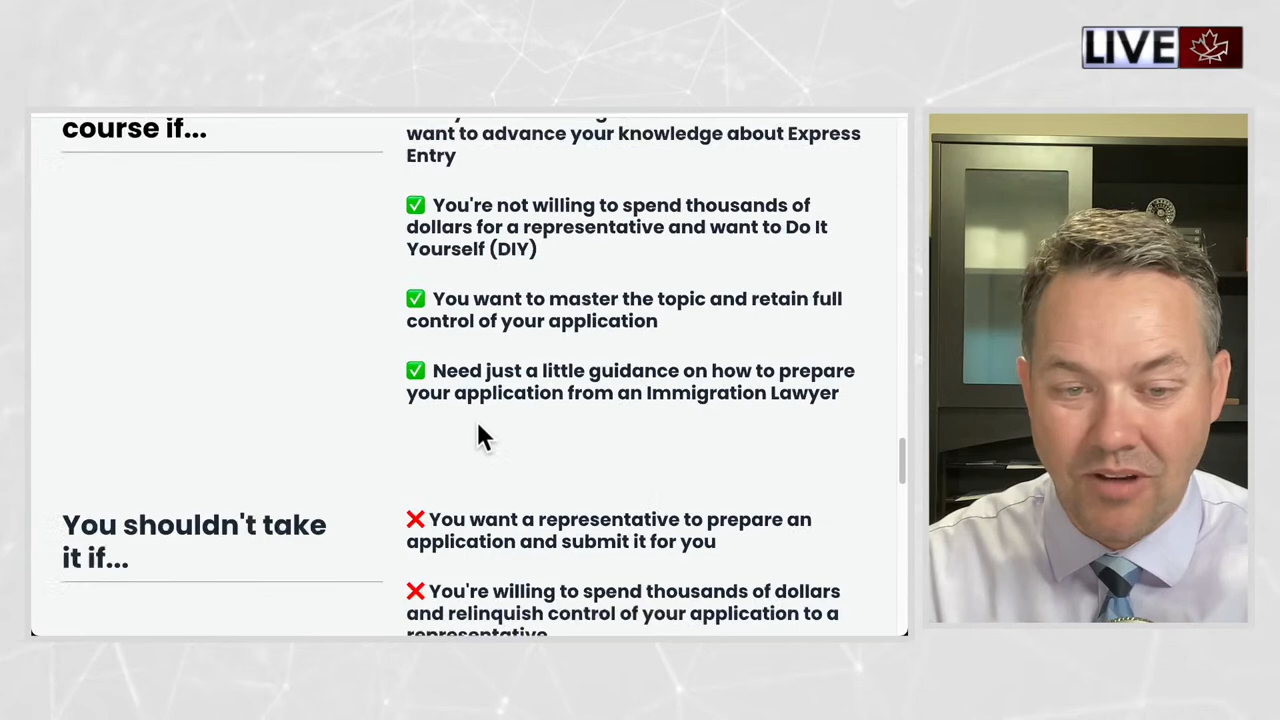 LIVE
course if...
want to advance your knowledge about Express
Entry
✅ You're not willing to spend thousands of
dollars for a representative and want to Do It
Yourself (DIY)
✅ You want to master the topic and retain full
control of your application
✅ Need just a little guidance on how to prepare
your application from an Immigration Lawyer
You shouldn't take
it if...
❌ You want a representative to prepare an
application and submit it for you
❌ You're willing to spend thousands of dollars
and relinquish control of your application to a
representative